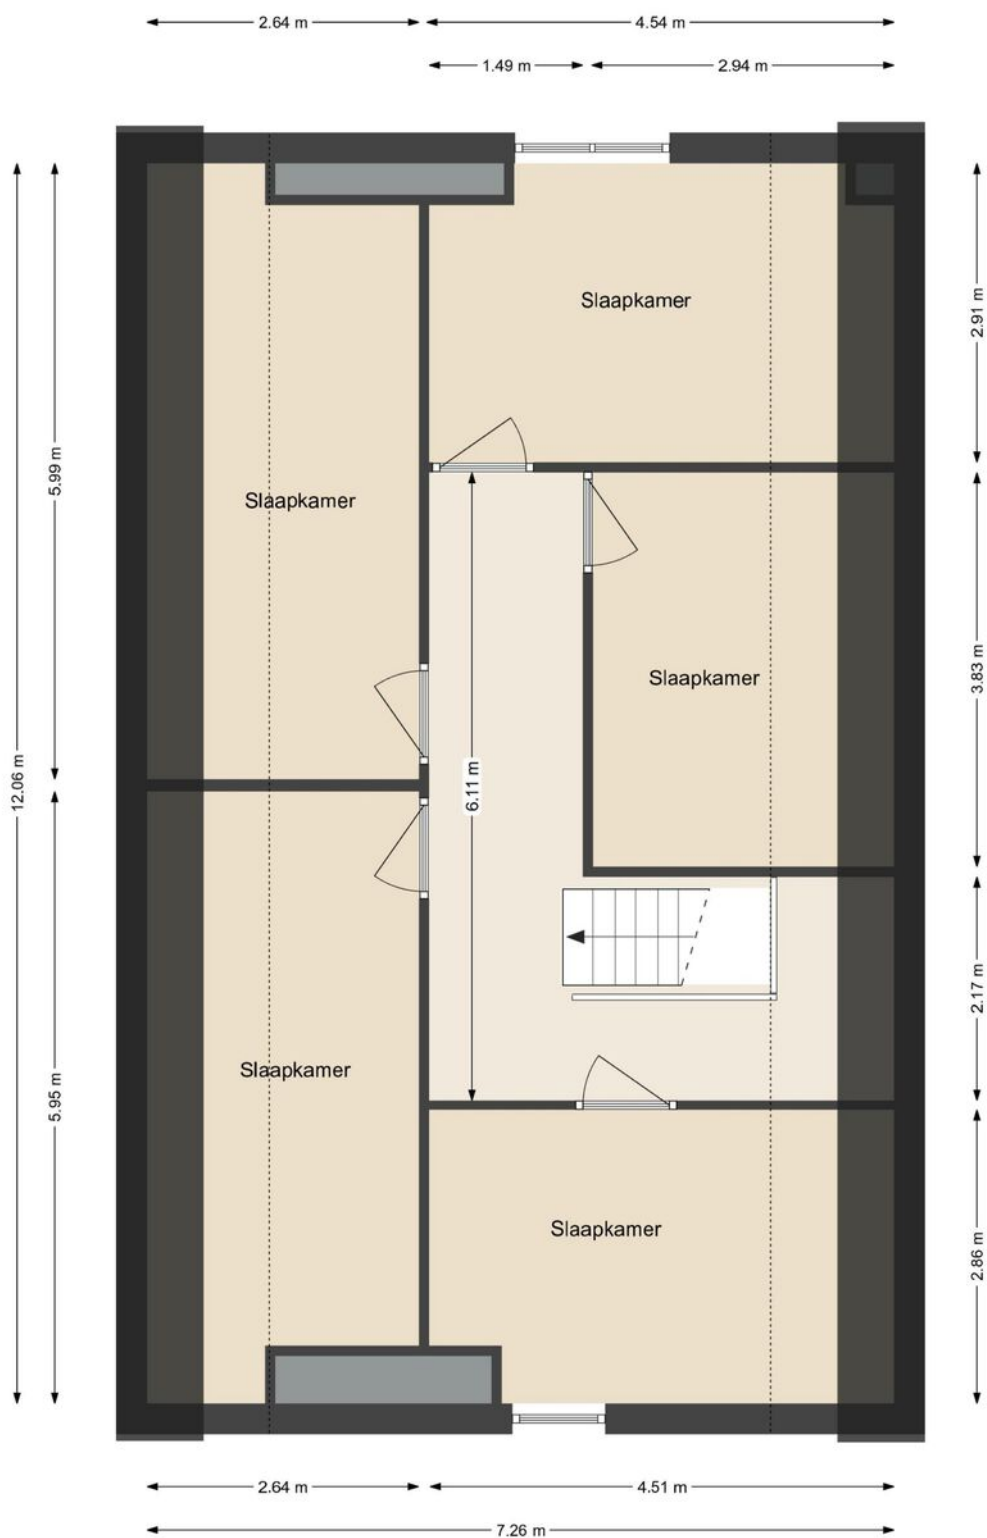 2.64 m
4.54 m
1.49 m
2.94 m
Slaapkamer
2.91 m
5.99 m
Slaapkamer
Slaapkamer
3.83 m
12.06 m
6.11 m
2.17 m
Slaapkamer
5.95 m
Slaapkamer
2.86 m
2.64 m
4.51 m
7.26 m